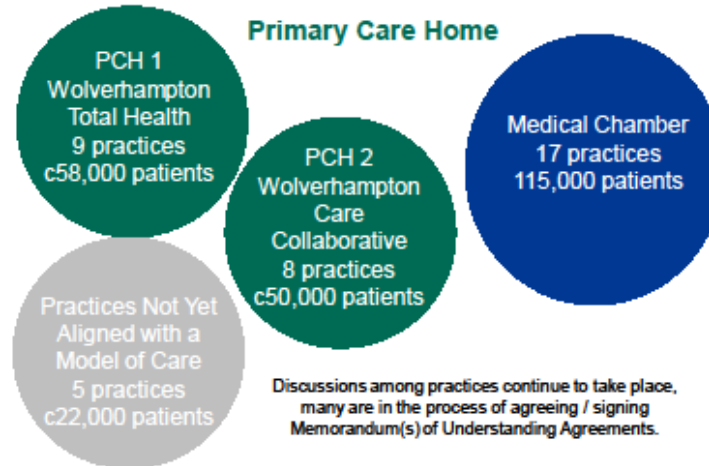 Primary Care Home
PCH 1
Wolverhampton
Total Health
9 practices
c58,000 patients
PCH 2
Wolverhampton
Care
Collaborative
8 practices
c50,000 patients
Medical Chamber
17 practices
115,000 patients
Practices Not Yet
Aligned with a
Model of Care
5 practices
c22,000 patients
Discussions among practices continue to take place,
many are in the process of agreeing / signing
Memorandum(s) of Understanding Agreements.